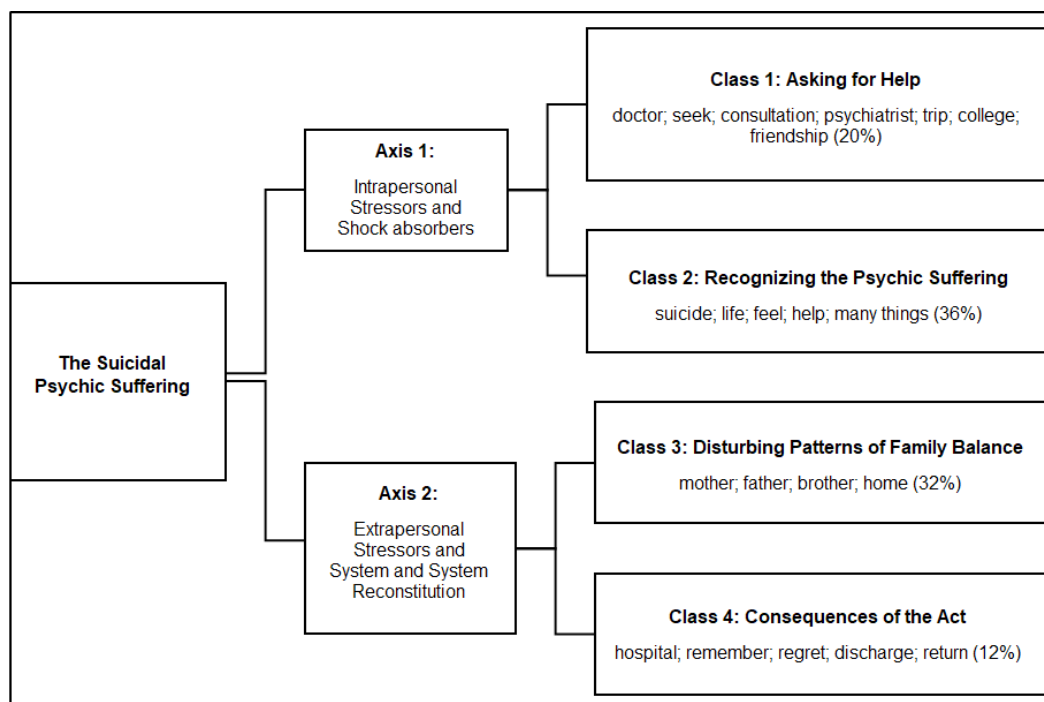 The Suicidal
Psychic Suffering
Axis 1:
Intrapersonal
Stressors and
Shock absorbers
Class 1: Asking for Help
doctor; seek; consultation; psychiatrist; trip; college;
friendship (20%)
Class 2: Recognizing the Psychic Suffering
suicide; life; feel; help; many things (36%)
Axis 2:
Extrapersonal
Stressors and
System and System
Reconstitution
Class 3: Disturbing Patterns of Family Balance
mother; father; brother; home (32%)
Class 4: Consequences of the Act
hospital; remember; regret; discharge; return (12%)